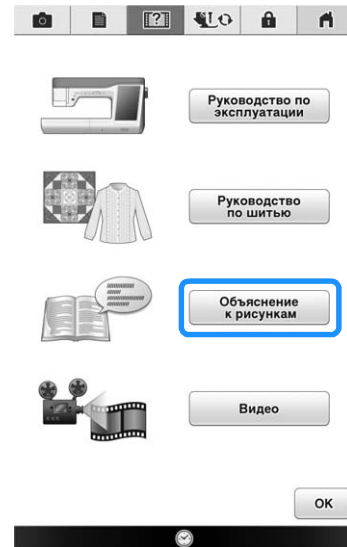 Руководство по
эксплуатации
Руководство
по шитью
Объяснение
к рисункам
Видео
OK